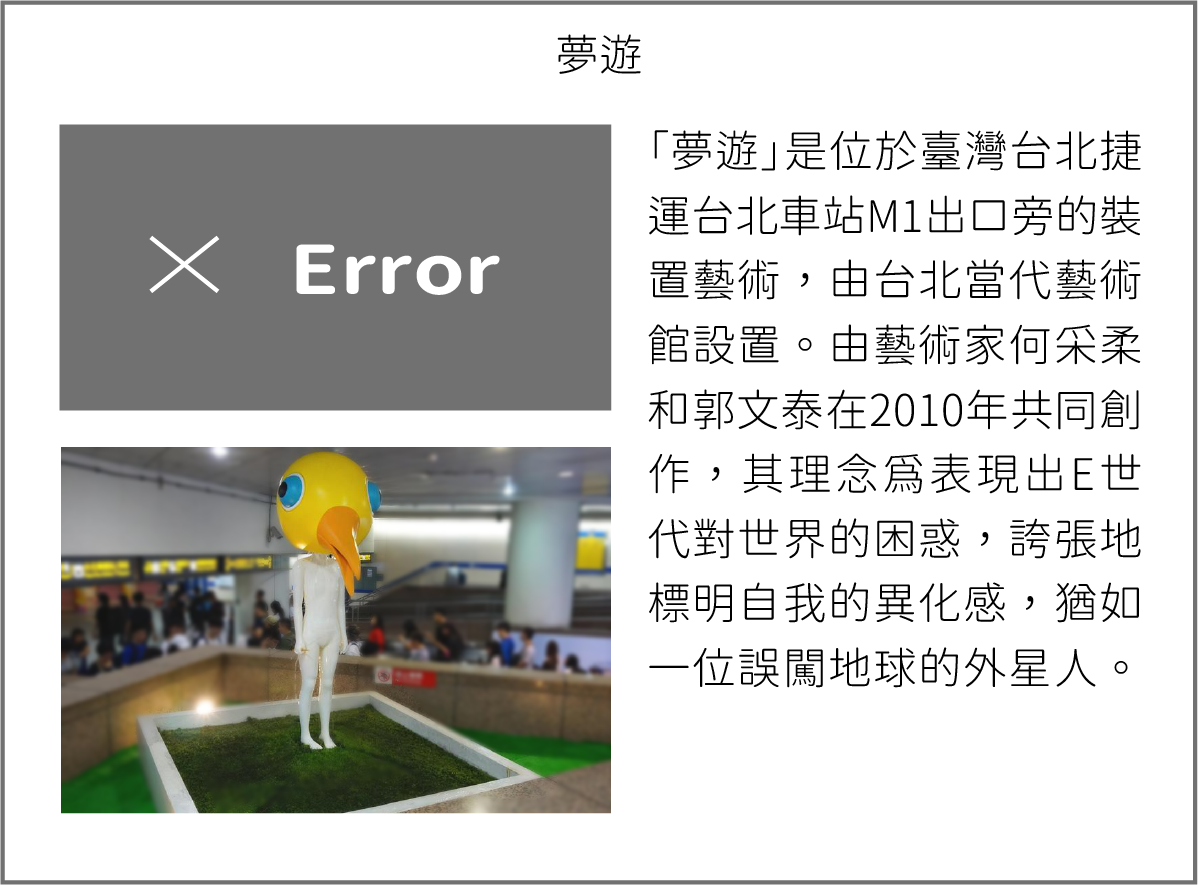 夢遊
Error
「夢遊」是位於臺灣台北捷
運台北車站M1出口旁的裝
置藝術，由台北當代藝術
館設置。由藝術家何采柔
和郭文泰在2010年共同創
作，其理念為表現出E世
代對世界的困惑，誇張地
標明自我的異化感，猶如
一位誤闖地球的外星人。